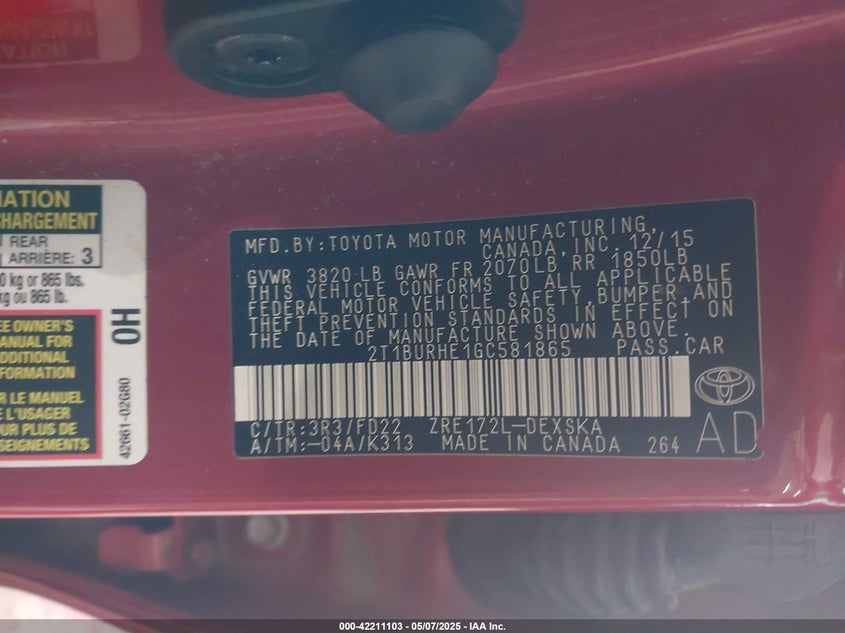 NATION
CHARGEMENT
REAR
ARRIÈRE: 3
0 kg or 865 lbs.
kg ou 865 lb.
EE OWNER'S
MANUAL FOR
ADDITIONAL
FORMATION
R LE MANUEL
E L'USAGER
OUR PLUS DE
SEIGNEMENTS
OH
42661-02G80
MFD.BY:TOYOTA MOTOR MANUFACTURING,
CANADA,INC. 12/15
GVWR 3820 LB GAWR FR 2070LB RR 1850LB
THIS VEHICLE CONFORMS TO ALL APPLICABLE
FEDERAL MOTOR VEHICLE SAFETY,BUMPER,AND
THEFT PREVENTION STANDARDS IN EFFECT ON
THE DATE OF MANUFACTURE SHOWN ABOVE.
2T1BURHE1GC581865 PASS.CAR
C/TR:3R3/FD22 ZRE172L-DEXSKA
A/TM:-04A/K313 MADE IN CANADA 264
AD
000-42211103 — 05/07/2025 — IAA Inc.